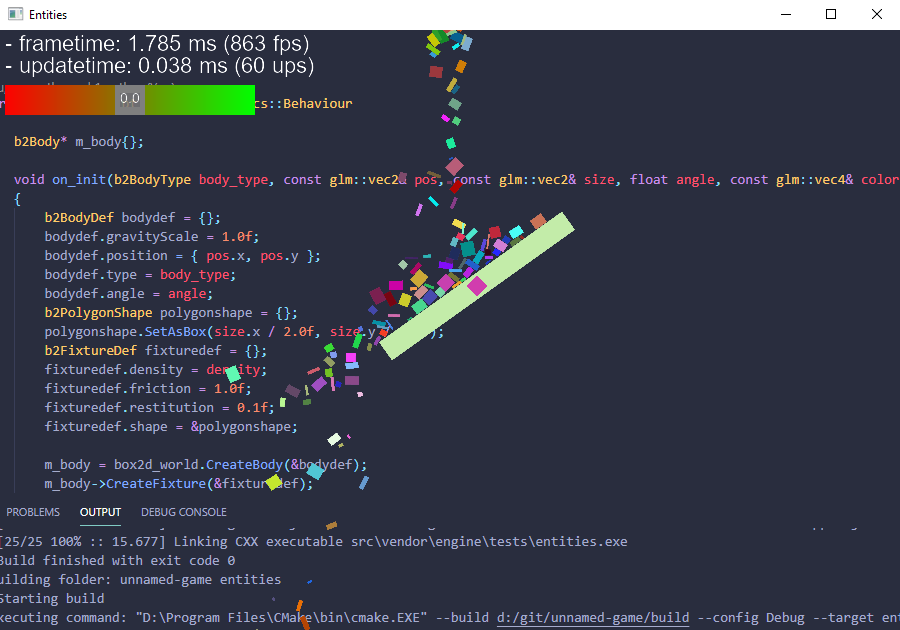 Entities
- frametime: 1.785 ms (863 fps)
- updatetime: 0.038 ms (60 ups)
0.0
cs::Behaviour
b2Body* m_body{};
void on_init(b2BodyType body_type, const glm::vec2& pos, const glm::vec2& size, float angle, const glm::vec4& color
{
b2BodyDef bodydef = {};
bodydef.gravityScale = 1.0f;
bodydef.position = { pos.x, pos.y };
bodydef.type = body_type;
bodydef.angle = angle;
b2PolygonShape polygonshape = {};
polygonshape.SetAsBox(size.x / 2.0f, size.y );
b2FixtureDef fixturedef = {};
fixturedef.density = density;
fixturedef.friction = 1.0f;
fixturedef.restitution = 0.1f;
fixturedef.shape = &polygonshape;
m_body = box2d_world.CreateBody(&bodydef);
m_body->CreateFixture(&fixturedef);
PROBLEMS OUTPUT DEBUG CONSOLE
[25/25 100% :: 15.677] Linking CXX executable src\vendor\engine\tests\entities.exe
Build finished with exit code 0
uilding folder: unnamed-game entities
Starting build
xecuting command: "D:\Program Files\CMake\bin\cmake.EXE" --build d:/git/unnamed-game/build --config Debug --target ent